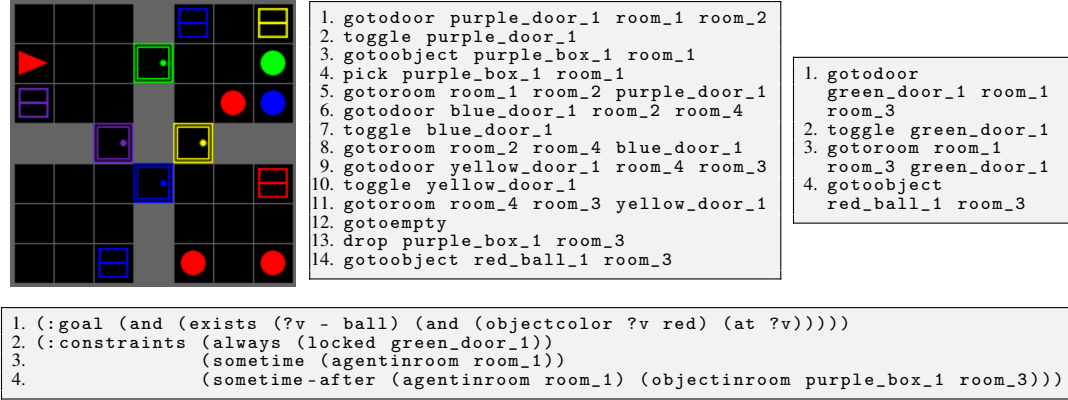 1. gotodoor purple_door_1 room_1 room_2
2. toggle purple_door_1
3. gotoobject purple_box_1 room_1
4. pick purple_box_1 room_1
5. gotoroom room_1 room_2 purple_door_1
6. gotodoor blue_door_1 room_2 room_4
7. toggle blue_door_1
8. gotoroom room_2 room_4 blue_door_1
9. gotodoor yellow_door_1 room_4 room_3
10. toggle yellow_door_1
11. gotoroom room_4 room_3 yellow_door_1
12. gotoempty
13. drop purple_box_1 room_3
14. gotoobject red_ball_1 room_3
1. gotodoor
green_door_1 room_1
room_3
2. toggle green_door_1
3. gotoroom room_1
room_3 green_door_1
4. gotoobject
red_ball_1 room_3
1. (:goal (and (exists (?v - ball) (and (objectcolor ?v red) (at ?v)))))
2. (:constraints (always (locked green_door_1))
3. (sometime (agentinroom room_1))
4. (sometime-after (agentinroom room_1) (objectinroom purple_box_1 room_3)))